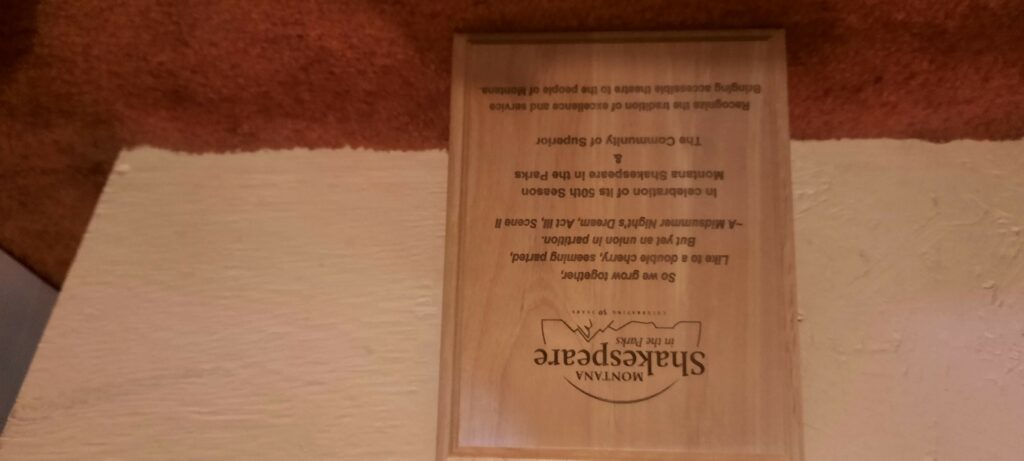 MONTANA
Shakespeare
in the Parks
CELEBRATING 50 YEARS
So we grow together,
Like to a double cherry, seeming parted,
But yet an union in partition.
~A Midsummer Night's Dream, Act III, Scene II
In celebration of its 50th Season
Montana Shakespeare in the Parks
&
The Community of Superior
Recognize the tradition of excellence and service
Bringing accessible theatre to the people of Montana.